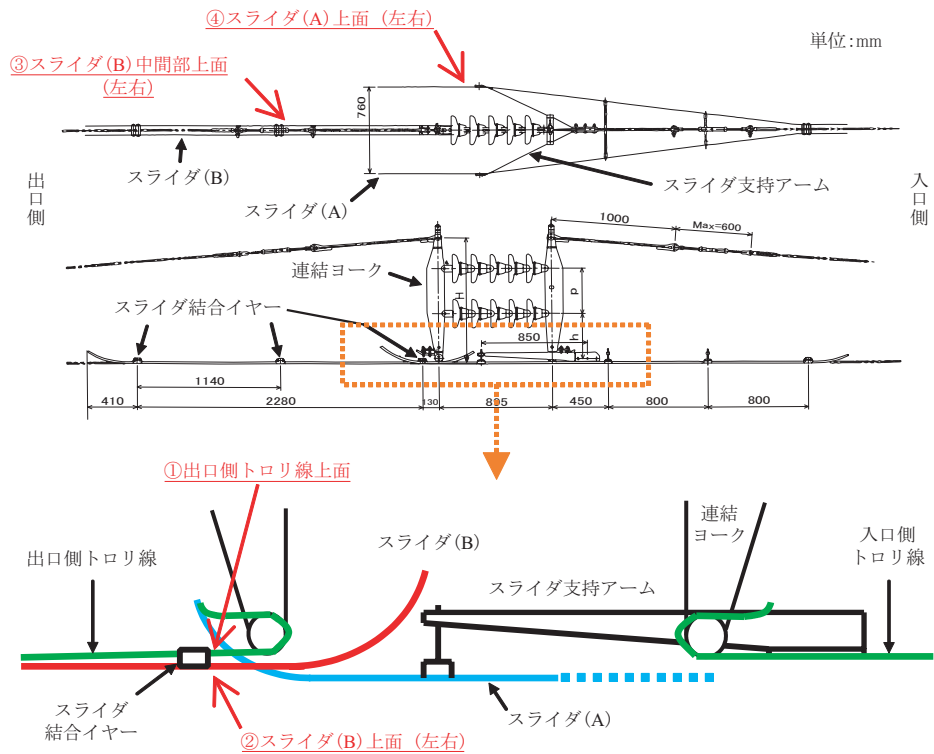 ④スライダ(A)上面（左右）
単位:mm
③スライダ(B)中間部上面
(左右)
760
スライダ(B)
スライダ(A)
スライダ支持アーム
出口側
入口側
1000
Max=600
連結ヨーク
H
p
h
スライダ結合イヤー
850
1140
410
2280
130
895
450
800
800
①出口側トロリ線上面
出口側トロリ線
スライダ(B)
スライダ支持アーム
連結
ヨーク
入口側
トロリ線
スライダ
結合イヤー
②スライダ(B)上面（左右）
スライダ(A)